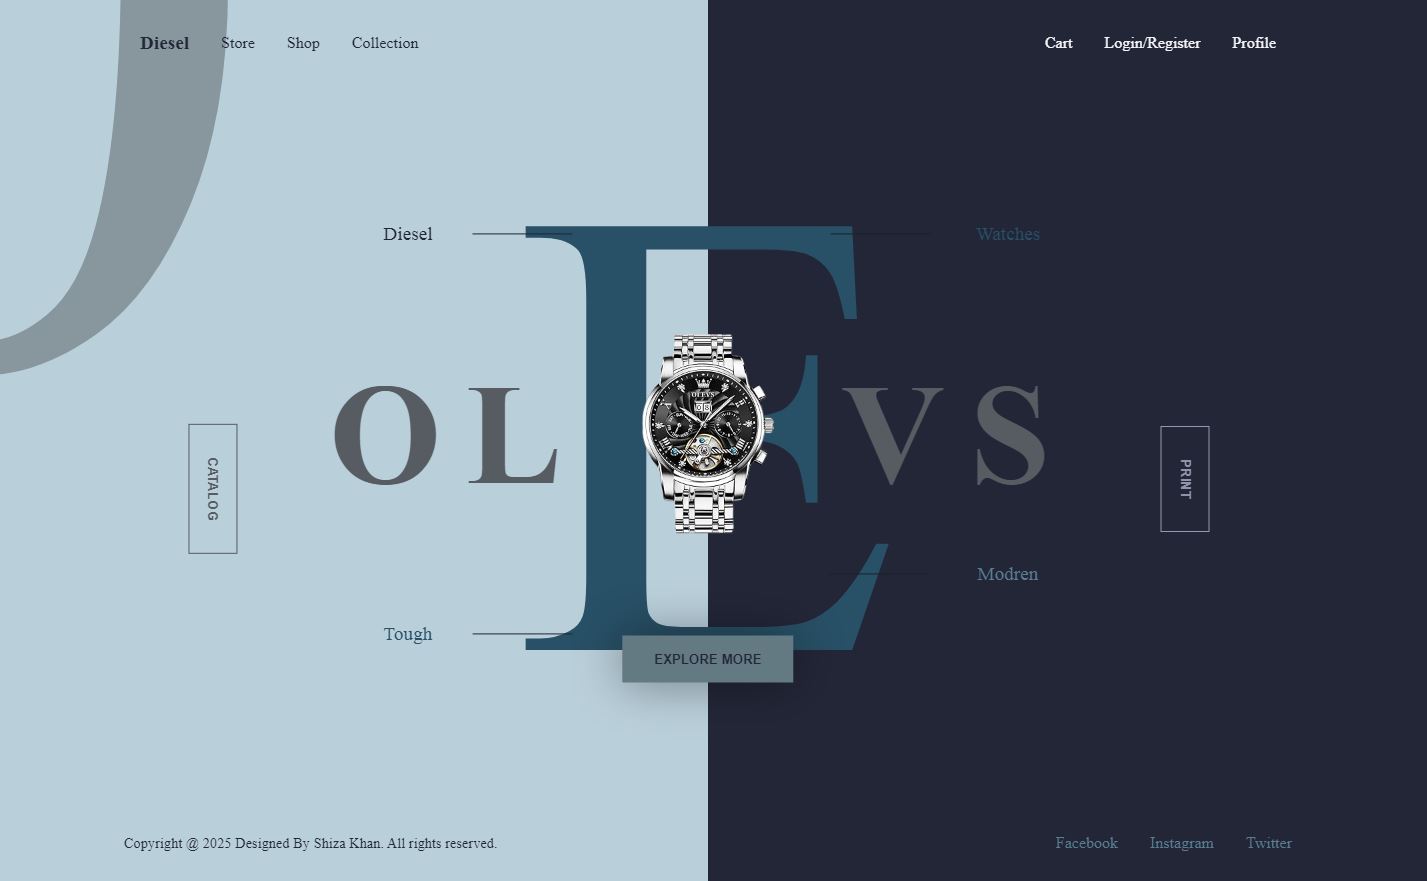 Diesel Store Shop Collection Cart Login/Register Profile
Diesel Watches
OLEVS
OLEVS
CATALOG
PRINT
Modren
Tough
EXPLORE MORE
Copyright @ 2025 Designed By Shiza Khan. All rights reserved. Facebook Instagram Twitter